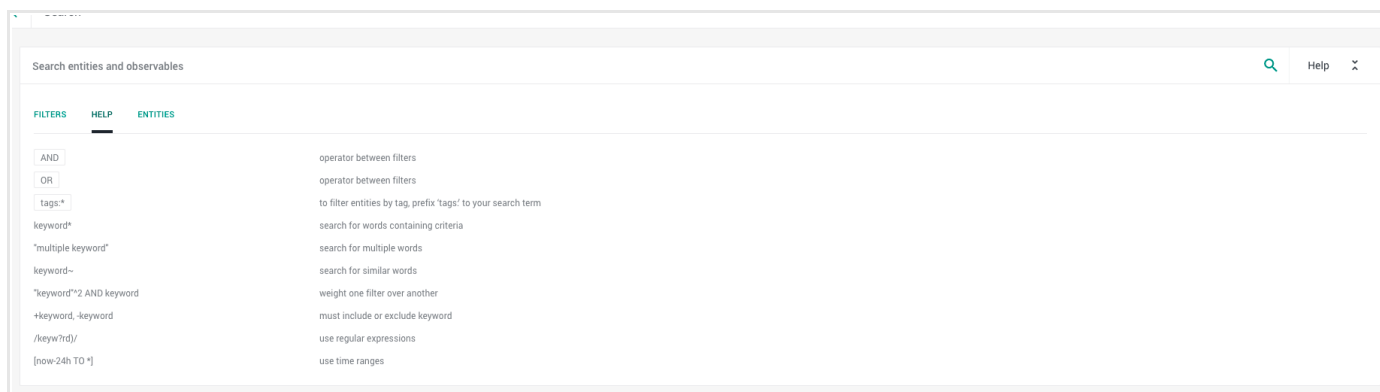 Search entities and observables
Help
FILTERS HELP ENTITIES
AND operator between filters
OR operator between filters
tags:* to filter entities by tag, prefix 'tags:' to your search term
keyword* search for words containing criteria
"multiple keyword" search for multiple words
keyword~ search for similar words
"keyword"^2 AND keyword weight one filter over another
+keyword, -keyword must include or exclude keyword
/keyw?rd)/ use regular expressions
[now-24h TO *] use time ranges